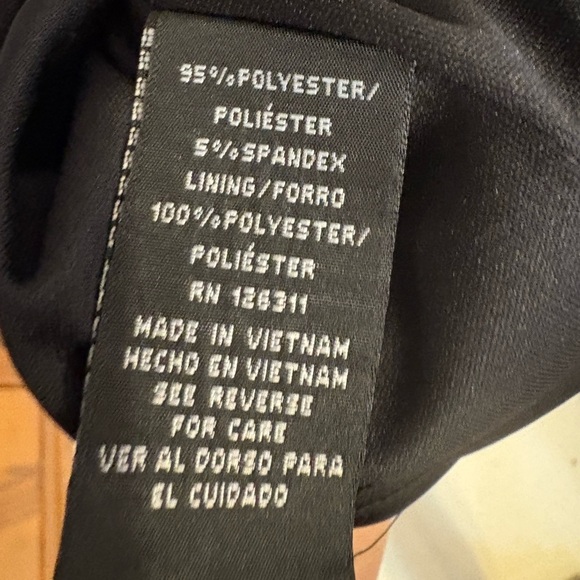 95%POLYESTER/
POLIÉSTER
5%SPANDEX
LINING/FORRO
100%POLYESTER/
POLIÉSTER
RN 126311
MADE IN VIETNAM
HECHO EN VIETNAM
SEE REVERSE
FOR CARE
VER AL DORSO PARA
EL CUIDADO